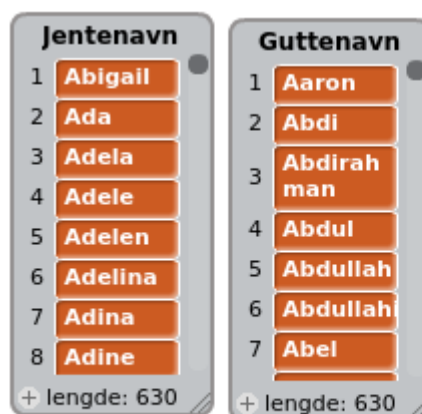 Jentenavn
1 Abigail
2 Ada
3 Adela
4 Adele
5 Adelen
6 Adelina
7 Adina
8 Adine
+ lengde: 630
Guttenavn
1 Aaron
2 Abdi
3 Abdirah
man
4 Abdul
5 Abdullah
6 Abdullahi
7 Abel
+ lengde: 630